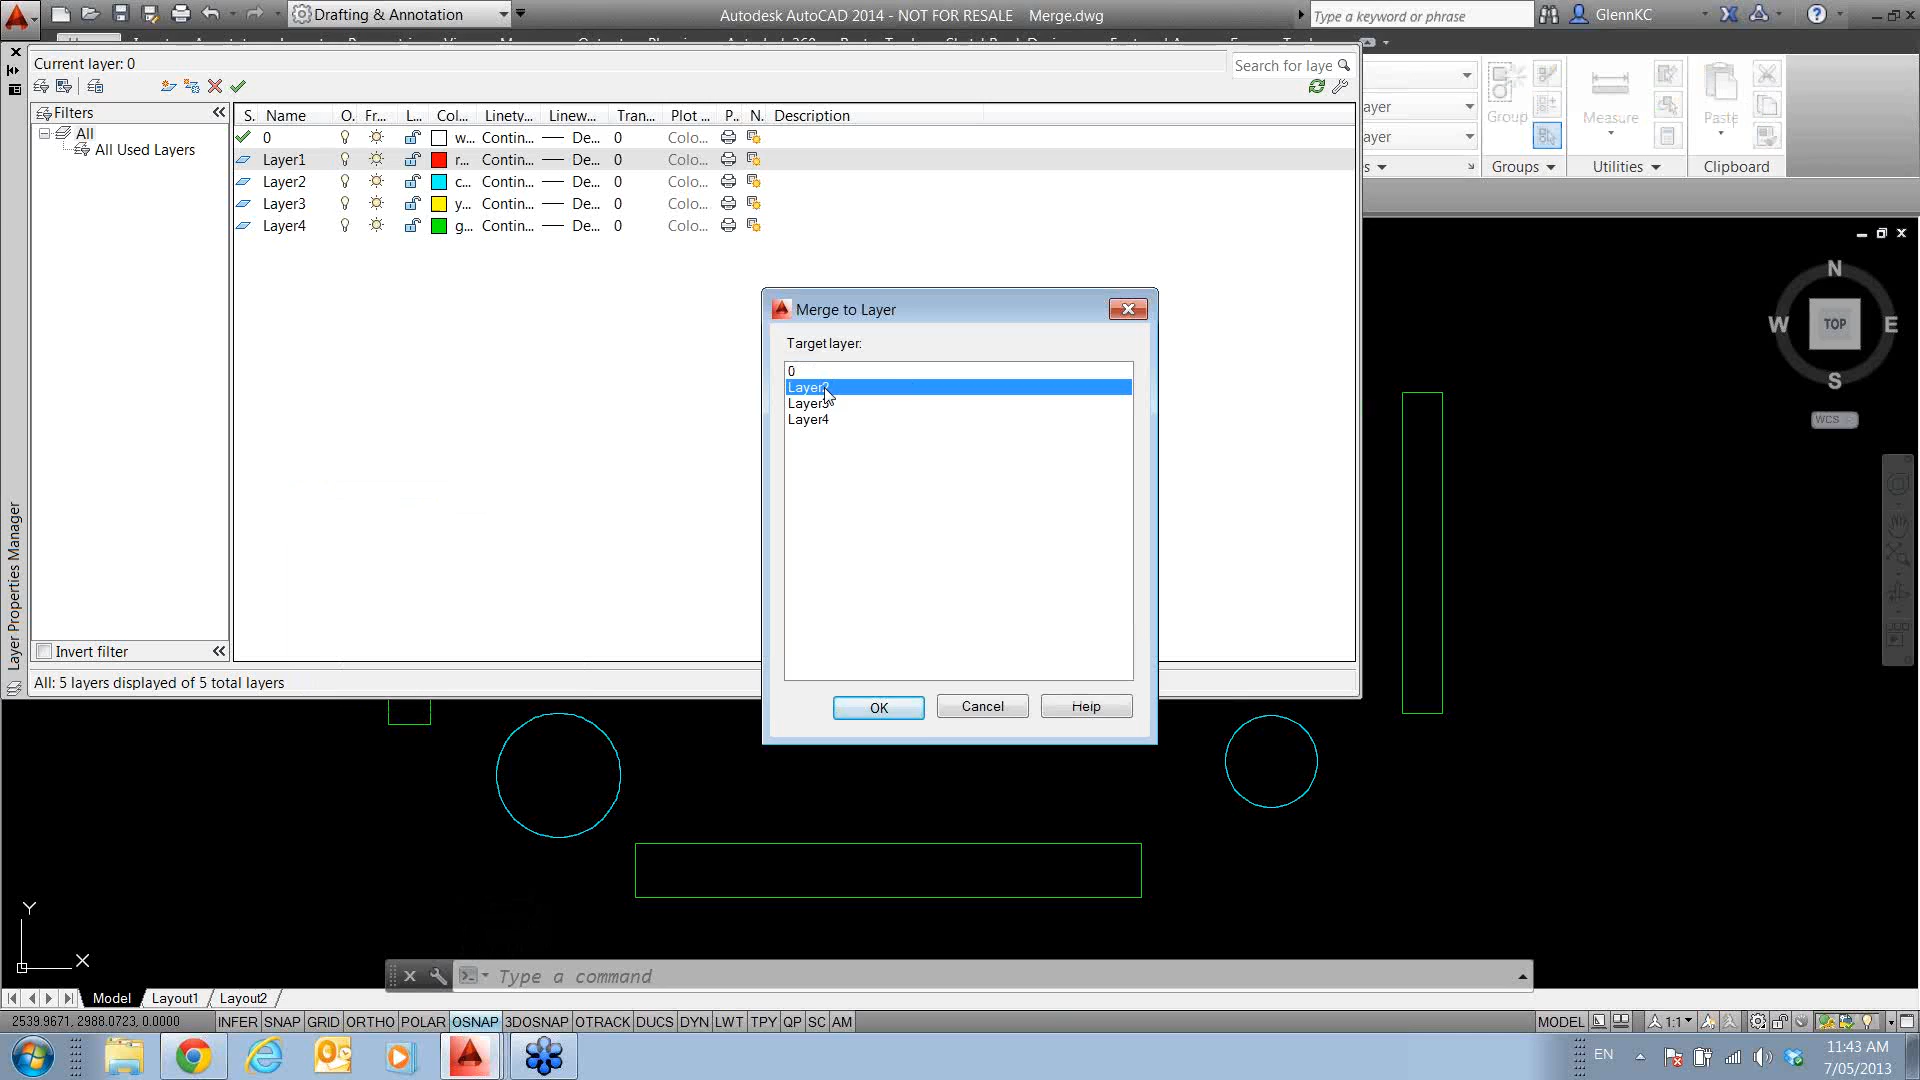 Drafting & Annotation
Autodesk AutoCAD 2014 - NOT FOR RESALE Merge.dwg
Type a keyword or phrase
GlennKC
Current layer: 0
Search for laye
Filters
All
All Used Layers
S. Name O. Fr... L... Col... Linety... Linew... Tran... Plot ... P.. N. Description
0 w... Contin... De... 0 Colo...
Layer1 r... Contin... De... 0 Colo...
Layer2 c... Contin... De... 0 Colo...
Layer3 y... Contin... De... 0 Colo...
Layer4 g... Contin... De... 0 Colo...
Invert filter
All: 5 layers displayed of 5 total layers
Layer Properties Manager
ayer
ayer
Group
Measure
Paste
s
Groups
Utilities
Clipboard
Merge to Layer
Target layer:
0
Layer2
Layer3
Layer4
OK
Cancel
Help
N
W
TOP
E
S
WCS
Y
X
Type a command
Model
Layout1
Layout2
2539.9671, 2988.0723, 0.0000
INFER SNAP GRID ORTHO POLAR OSNAP 3DOSNAP OTRACK DUCS DYN LWT TPY QP SC AM
MODEL
1:1
EN
11:43 AM
7/05/2013